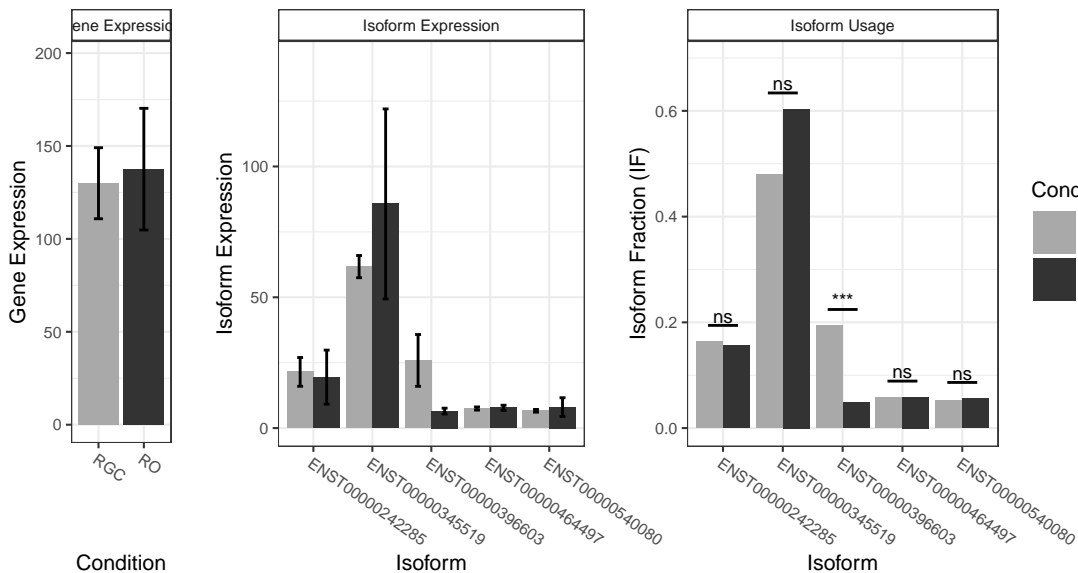 ene Expressio
Isoform Expression
Isoform Usage
Gene Expression
200
150
100
50
0
RGC
RO
Condition
Isoform Expression
100
50
0
ENST00000242285
ENST00000345519
ENST00000396603
ENST00000464497
ENST00000540080
Isoform
Isoform Fraction (IF)
0.6
0.4
0.2
0.0
ns
ns
***
ns
ns
ENST00000242285
ENST00000345519
ENST00000396603
ENST00000464497
ENST00000540080
Isoform
Cond